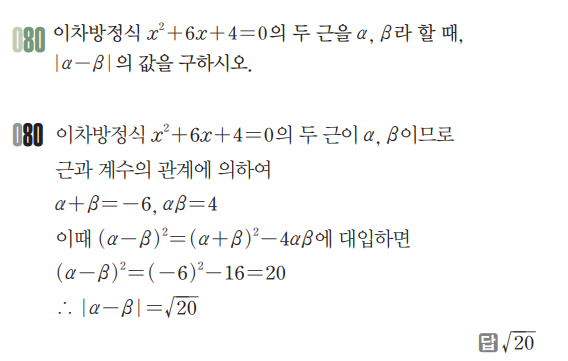 080 이차방정식 x²+6x+4=0의 두 근을 α, β라 할 때,
|α-β|의 값을 구하시오.
080 이차방정식 x²+6x+4=0의 두 근이 α, β이므로
근과 계수의 관계에 의하여
α+β=-6, αβ=4
이때 (α-β)²=(α+β)²-4αβ에 대입하면
(α-β)²=(-6)²-16=20
∴ |α-β|=√20
답 √20